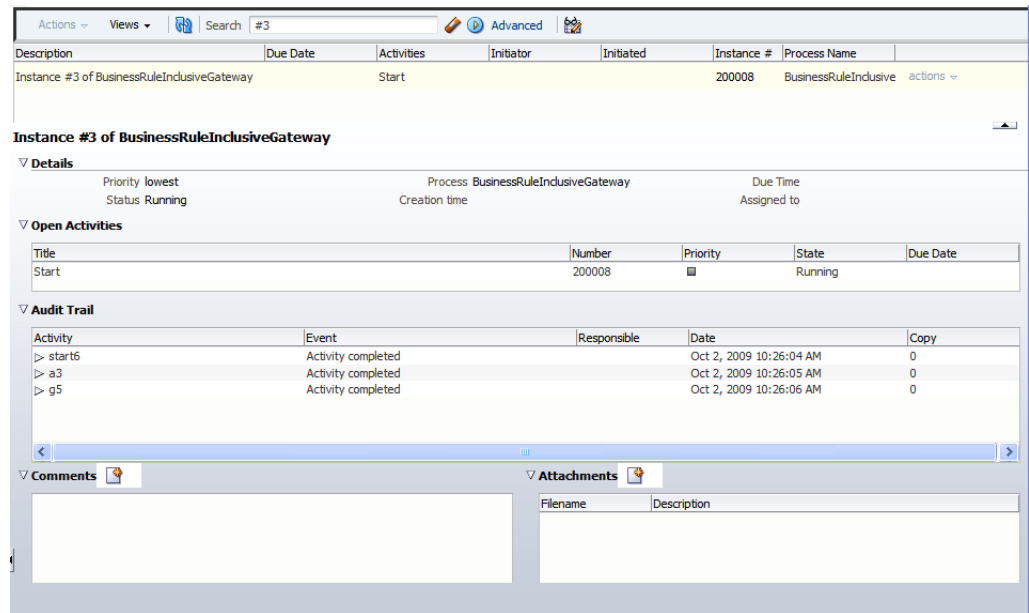 Actions Views Search #3 Advanced
Description Due Date Activities Initiator Initiated Instance # Process Name
Instance #3 of BusinessRuleInclusiveGateway Start 200008 BusinessRuleInclusive actions
Instance #3 of BusinessRuleInclusiveGateway
Details
Priority lowest Process BusinessRuleInclusiveGateway Due Time
Status Running Creation time Assigned to
Open Activities
Title Number Priority State Due Date
Start 200008 Running
Audit Trail
Activity Event Responsible Date Copy
start6 Activity completed Oct 2, 2009 10:26:04 AM 0
a3 Activity completed Oct 2, 2009 10:26:05 AM 0
g5 Activity completed Oct 2, 2009 10:26:06 AM 0
Comments Attachments
Filename Description